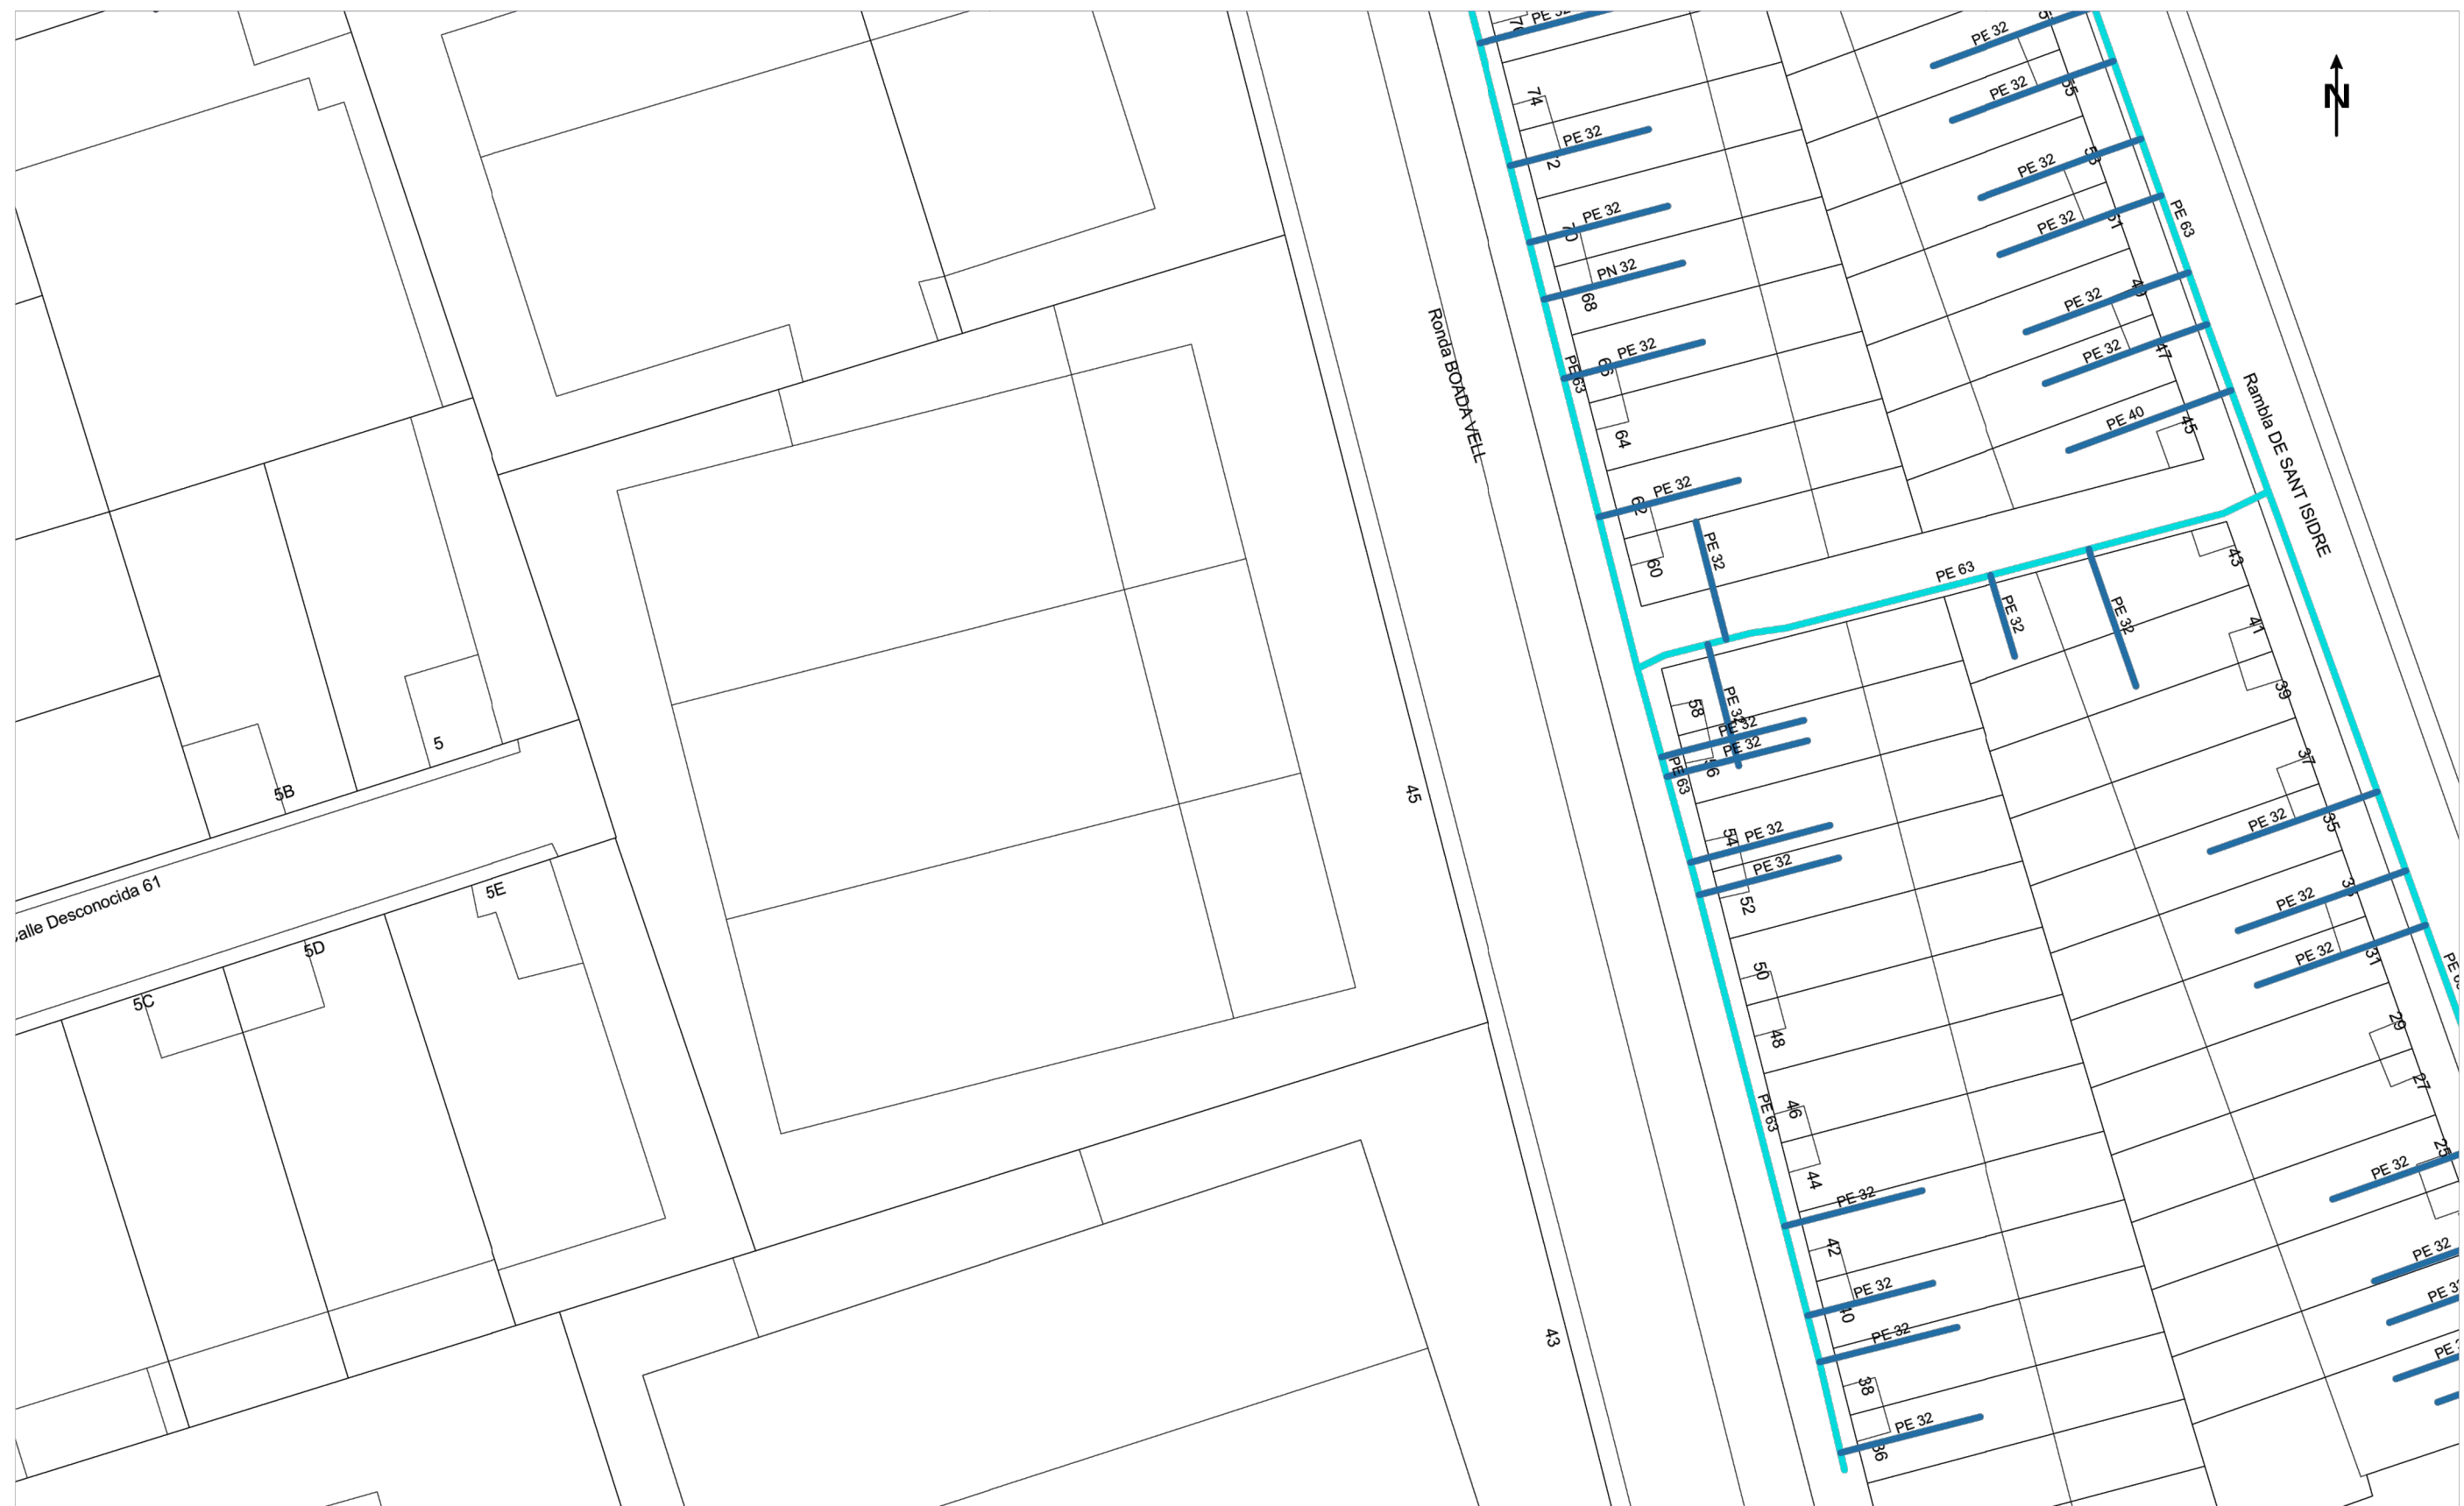 N
PE 32
74
PE 32
PE 32
PE 32
55
PE 32
53
PE 32
51
PE 63
70
PE 32
PN 32
68
PE 32
49
PE 32
47
PE 40
45
Ronda BOADA VELL
Rambla DE SANT ISIDRE
PE 63
66
PE 32
64
62
PE 32
60
PE 32
PE 63
43
PE 32
PE 32
41
39
37
58
PE 32
PE 32
PE 32
56
PE 63
54
PE 32
PE 32
52
50
48
PE 63
46
44
PE 32
42
PE 32
40
PE 32
38
PE 32
36
PE 32
35
PE 32
PE 32
31
29
27
25
PE 32
PE 32
45
43
5
5B
5E
5D
5C
Desconocida 61